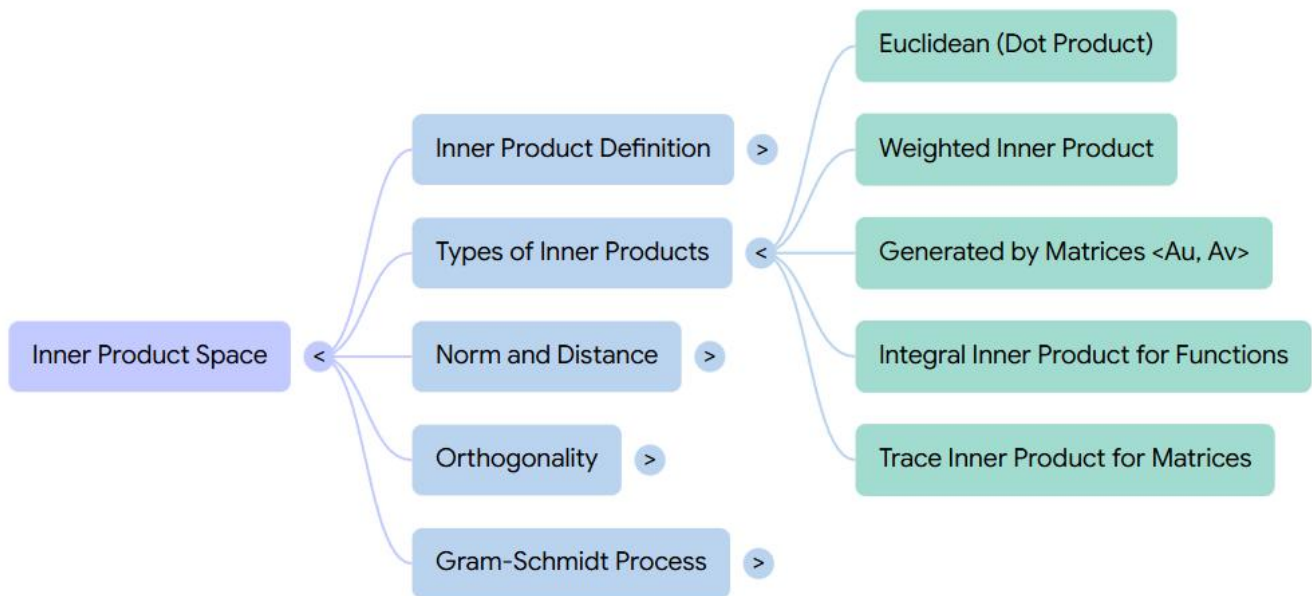 Inner Product Space
<
Inner Product Definition
>
Types of Inner Products
<
Norm and Distance
>
Orthogonality
>
Gram-Schmidt Process
>
Euclidean (Dot Product)
Weighted Inner Product
Generated by Matrices <Au, Av>
Integral Inner Product for Functions
Trace Inner Product for Matrices